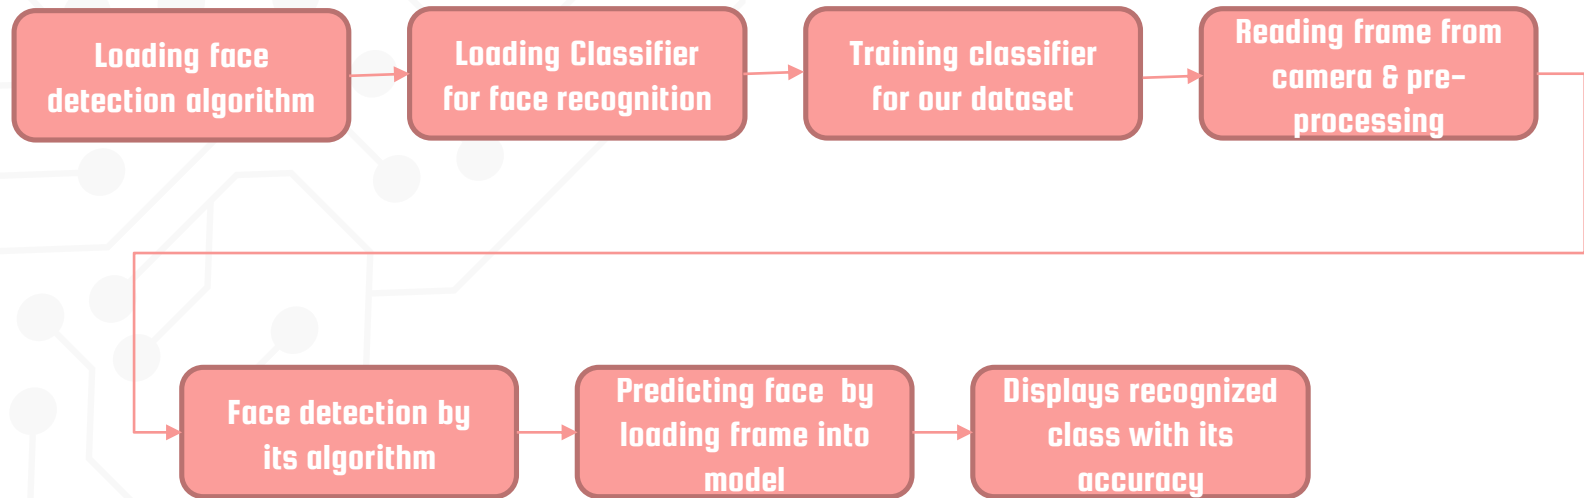 Loading face
detection algorithm
Loading Classifier
for face recognition
Training classifier
for our dataset
Reading frame from
camera & pre-
processing
Face detection by
its algorithm
Predicting face by
loading frame into
model
Displays recognized
class with its
accuracy